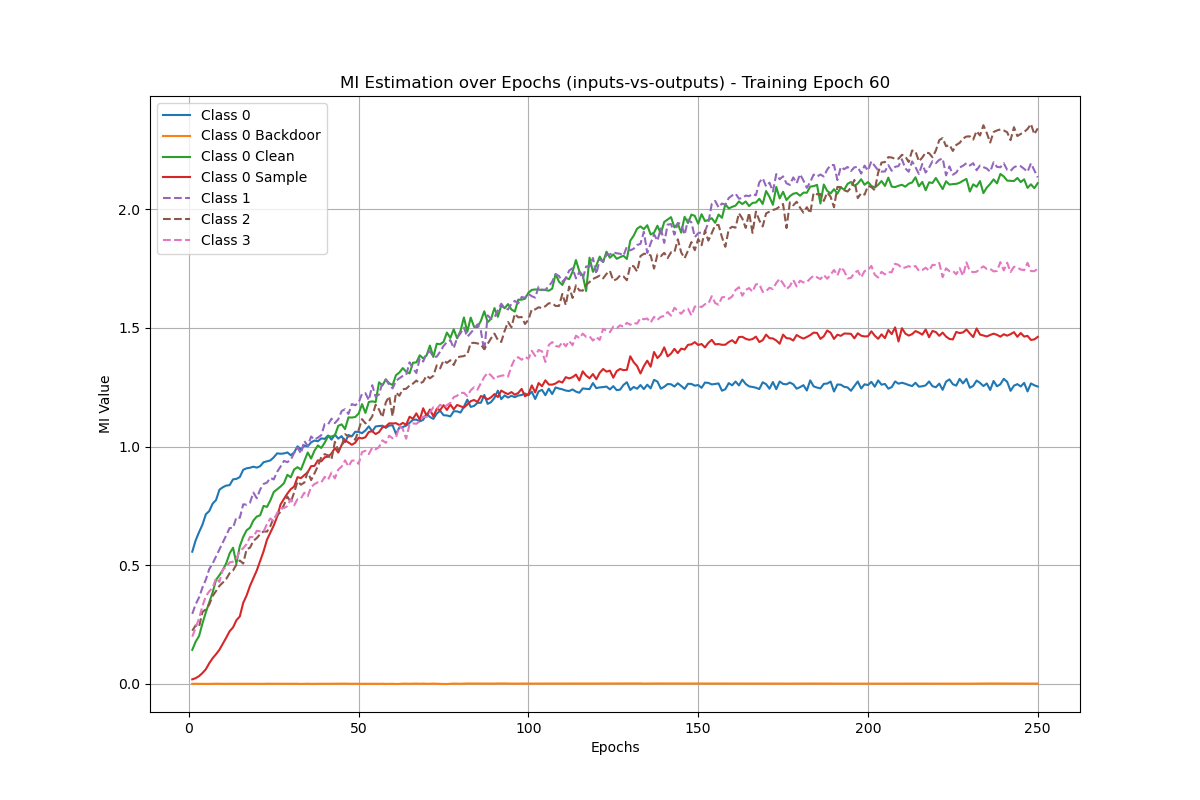 MI Estimation over Epochs (inputs-vs-outputs) - Training Epoch 60
Class 0
Class 0 Backdoor
Class 0 Clean
Class 0 Sample
Class 1
Class 2
Class 3
MI Value
2.0
1.5
1.0
0.5
0.0
0 50 100 150 200 250
Epochs